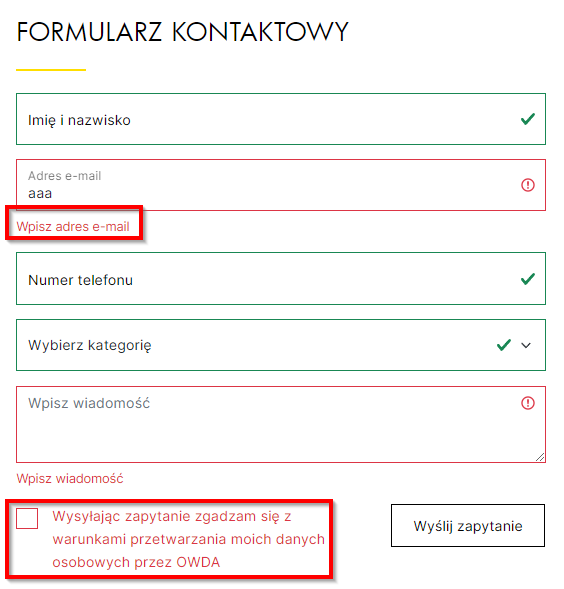 FORMULARZ KONTAKTOWY
Imię i nazwisko
Adres e-mail
aaa
Wpisz adres e-mail
Numer telefonu
Wybierz kategorię
Wpisz wiadomość
Wpisz wiadomość
Wysyłając zapytanie zgadzam się z
warunkami przetwarzania moich danych
osobowych przez OWDA
Wyślij zapytanie